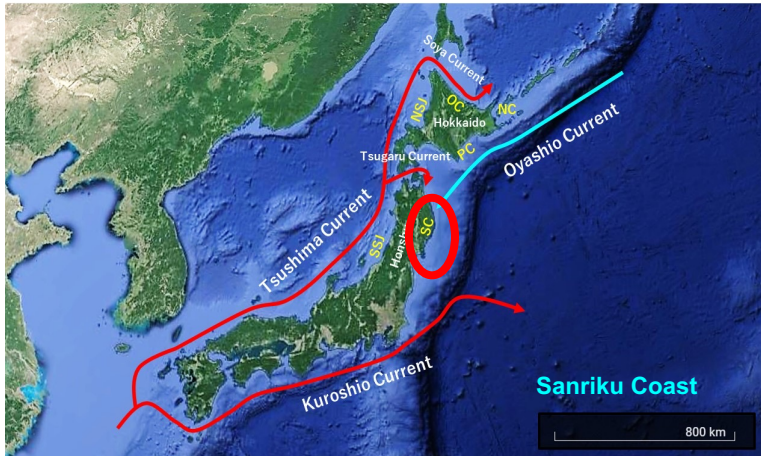 Soya Current
NSJ
OC
NC
Hokkaido
PC
Tsugaru Current
Oyashio Current
Tsushima Current
SSJ
SC
Kuroshio Current
Sanriku Coast
800 km